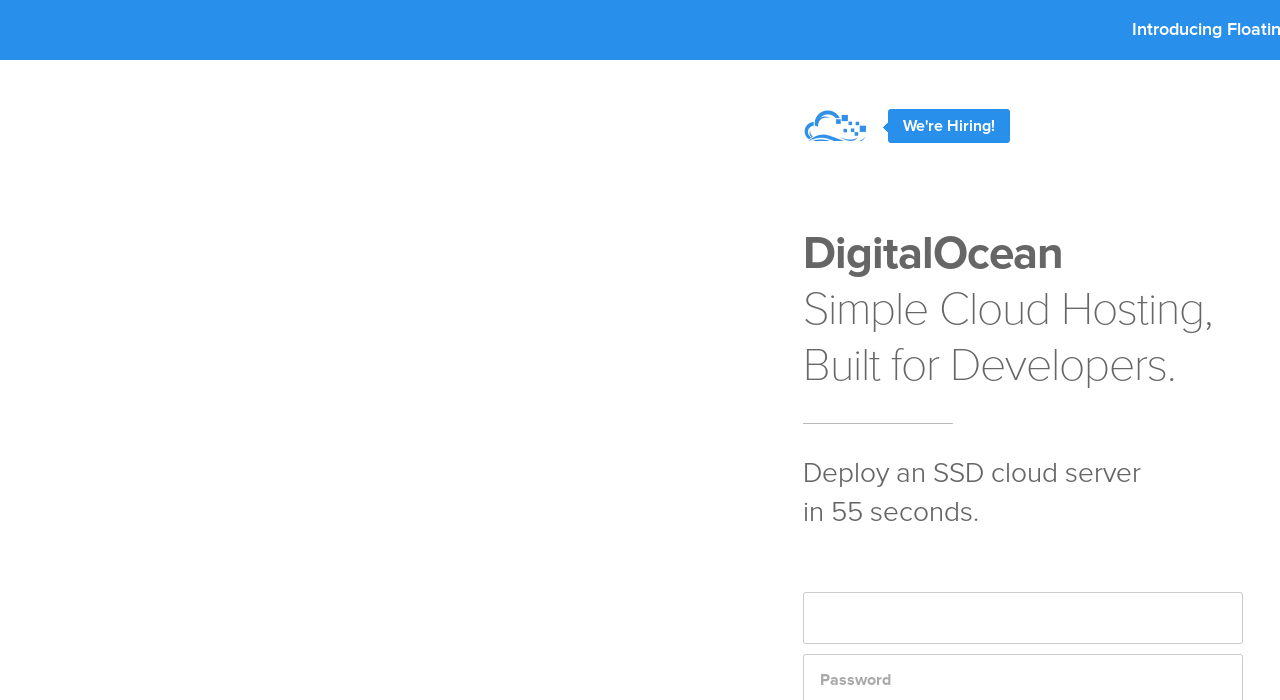 Introducing Floatin
We're Hiring!
DigitalOcean
Simple Cloud Hosting,
Built for Developers.
Deploy an SSD cloud server
in 55 seconds.
Password